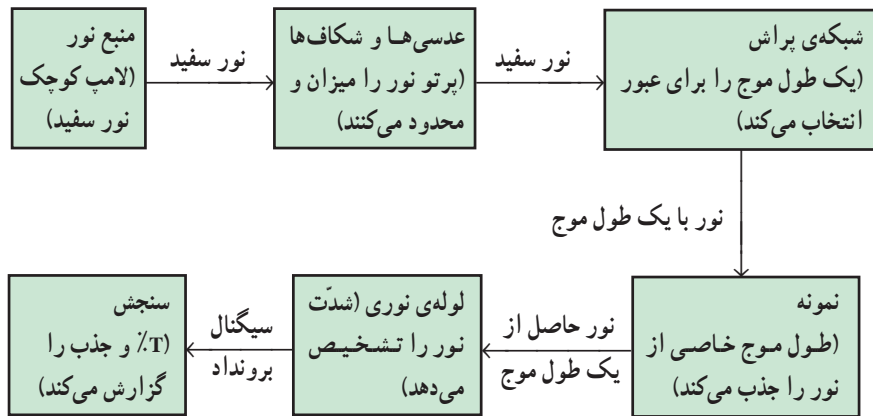 منبع نور
(لامپ کوچک
نور سفید)
نور سفید
عدسی‌ها و شکاف‌ها
(پرتو نور را میزان و
محدود می‌کنند)
نور سفید
شبکه‌ی پراش
(یک طول موج را برای عبور
انتخاب می‌کند)
نور با یک طول موج
نمونه
(طول موج خاصی از
نور را جذب می‌کند)
نور حاصل از
یک طول موج
لوله‌ی نوری (شدّت
نور را تشخیص
می‌دهد)
سیگنال
برونداد
سنجش
(T٪ و جذب را
گزارش می‌کند)